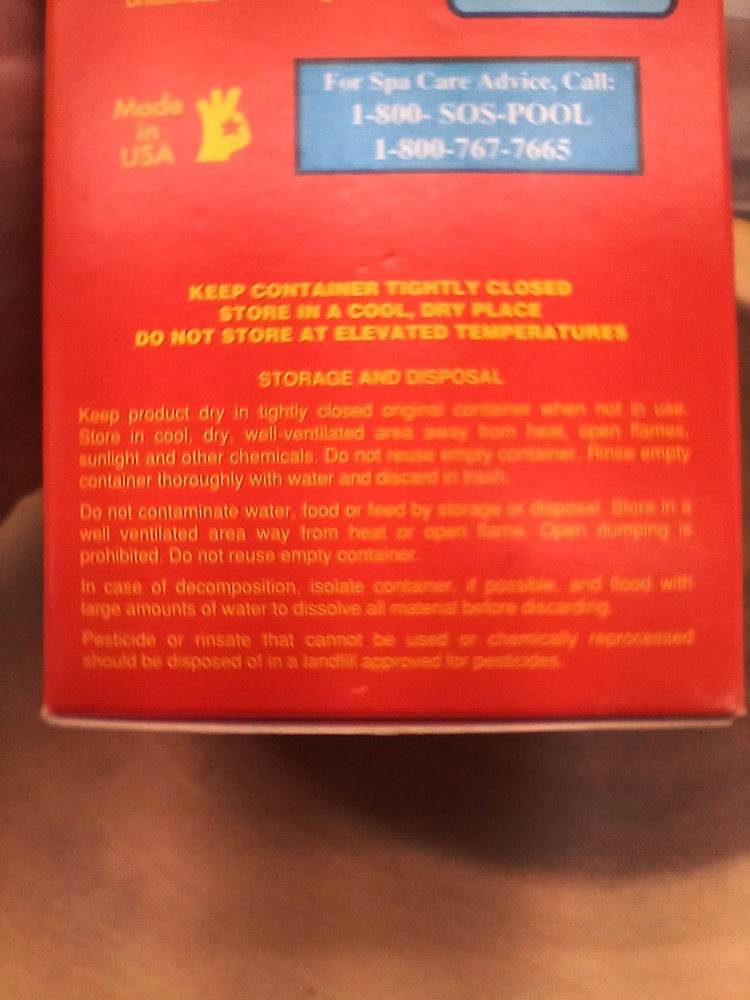 For Spa Care Advice, Call:
1-800- SOS-POOL
1-800-767-7665
Made
in
USA
KEEP CONTAINER TIGHTLY CLOSED
STORE IN A COOL, DRY PLACE
DO NOT STORE AT ELEVATED TEMPERATURES
STORAGE AND DISPOSAL
Keep product dry in tightly closed original container when not in use.
Store in cool, dry, well-ventilated area away from heat, open flames,
sunlight and other chemicals. Do not reuse empty container. Rinse empty
container thoroughly with water and discard in trash.
Do not contaminate water, food or feed by storage or disposal. Store in a
well ventilated area way from heat or open flame. Open dumping is
prohibited. Do not reuse empty container.
In case of decomposition, isolate container, if possible, and flood with
large amounts of water to dissolve all material before discarding.
Pesticide or rinsate that cannot be used or chemically reprocessed
should be disposed of in a landfill approved for pesticides.